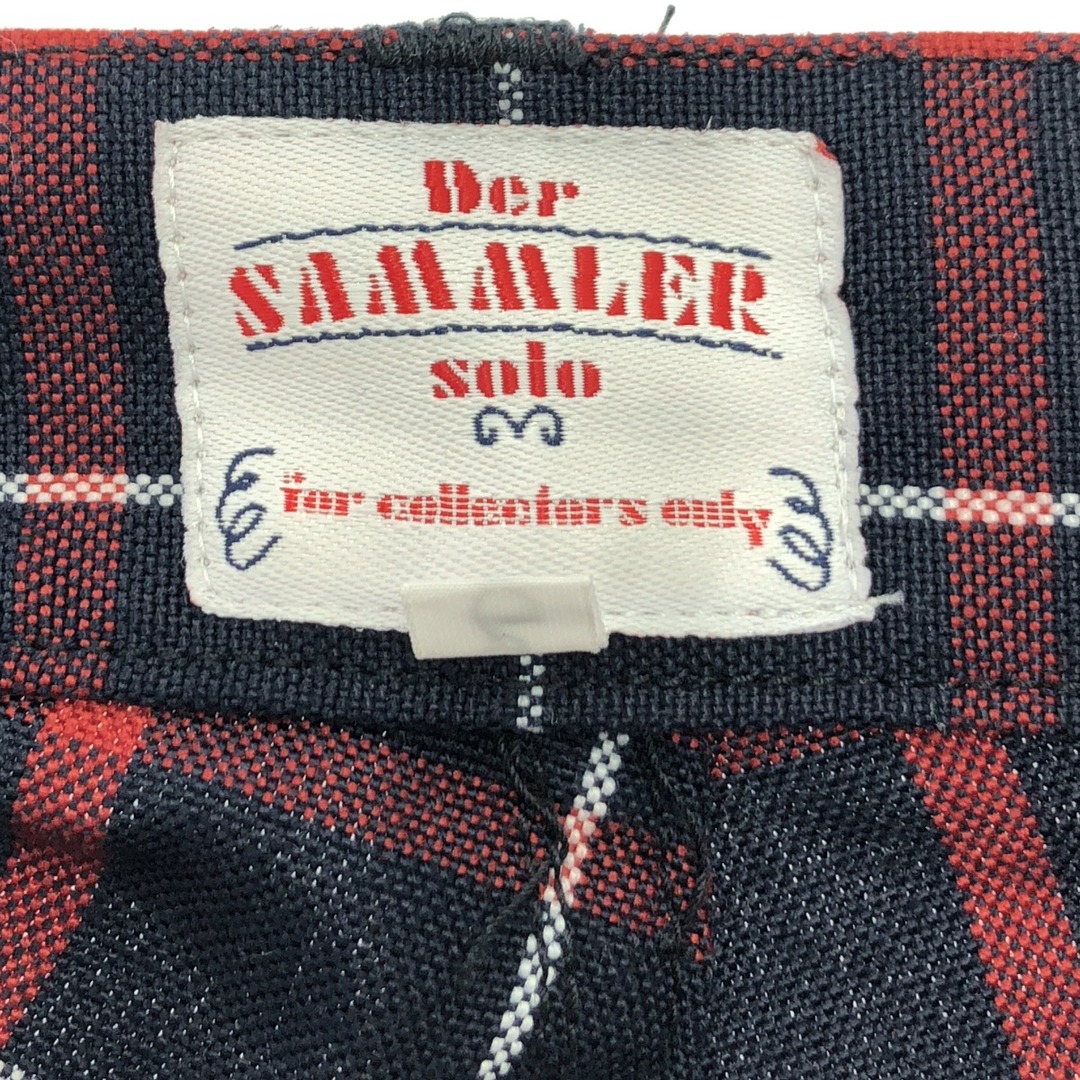 Der
SAMMLER
solo
for collectors only